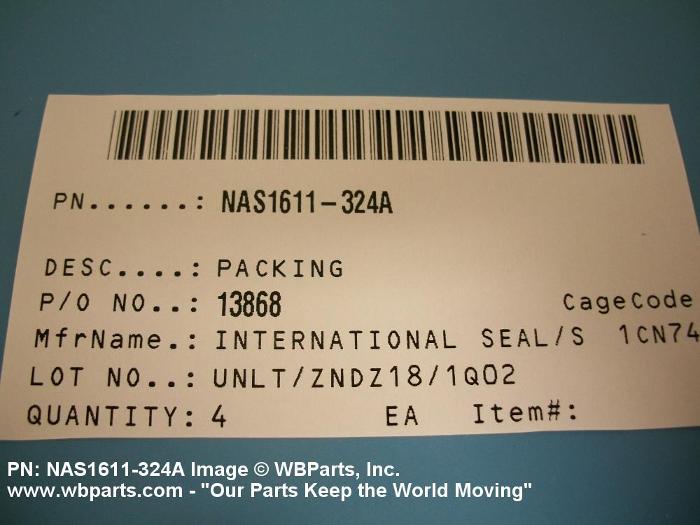 PN......: NAS1611-324A
DESC....: PACKING
P/O NO..: 13868 CageCode
MfrName.: INTERNATIONAL SEAL/S 1CN74
LOT NO..: UNLT/ZNDZ18/1Q02
QUANTITY: 4 EA Item#:
PN: NAS1611-324A Image © WBParts, Inc.
www.wbparts.com - "Our Parts Keep the World Moving"